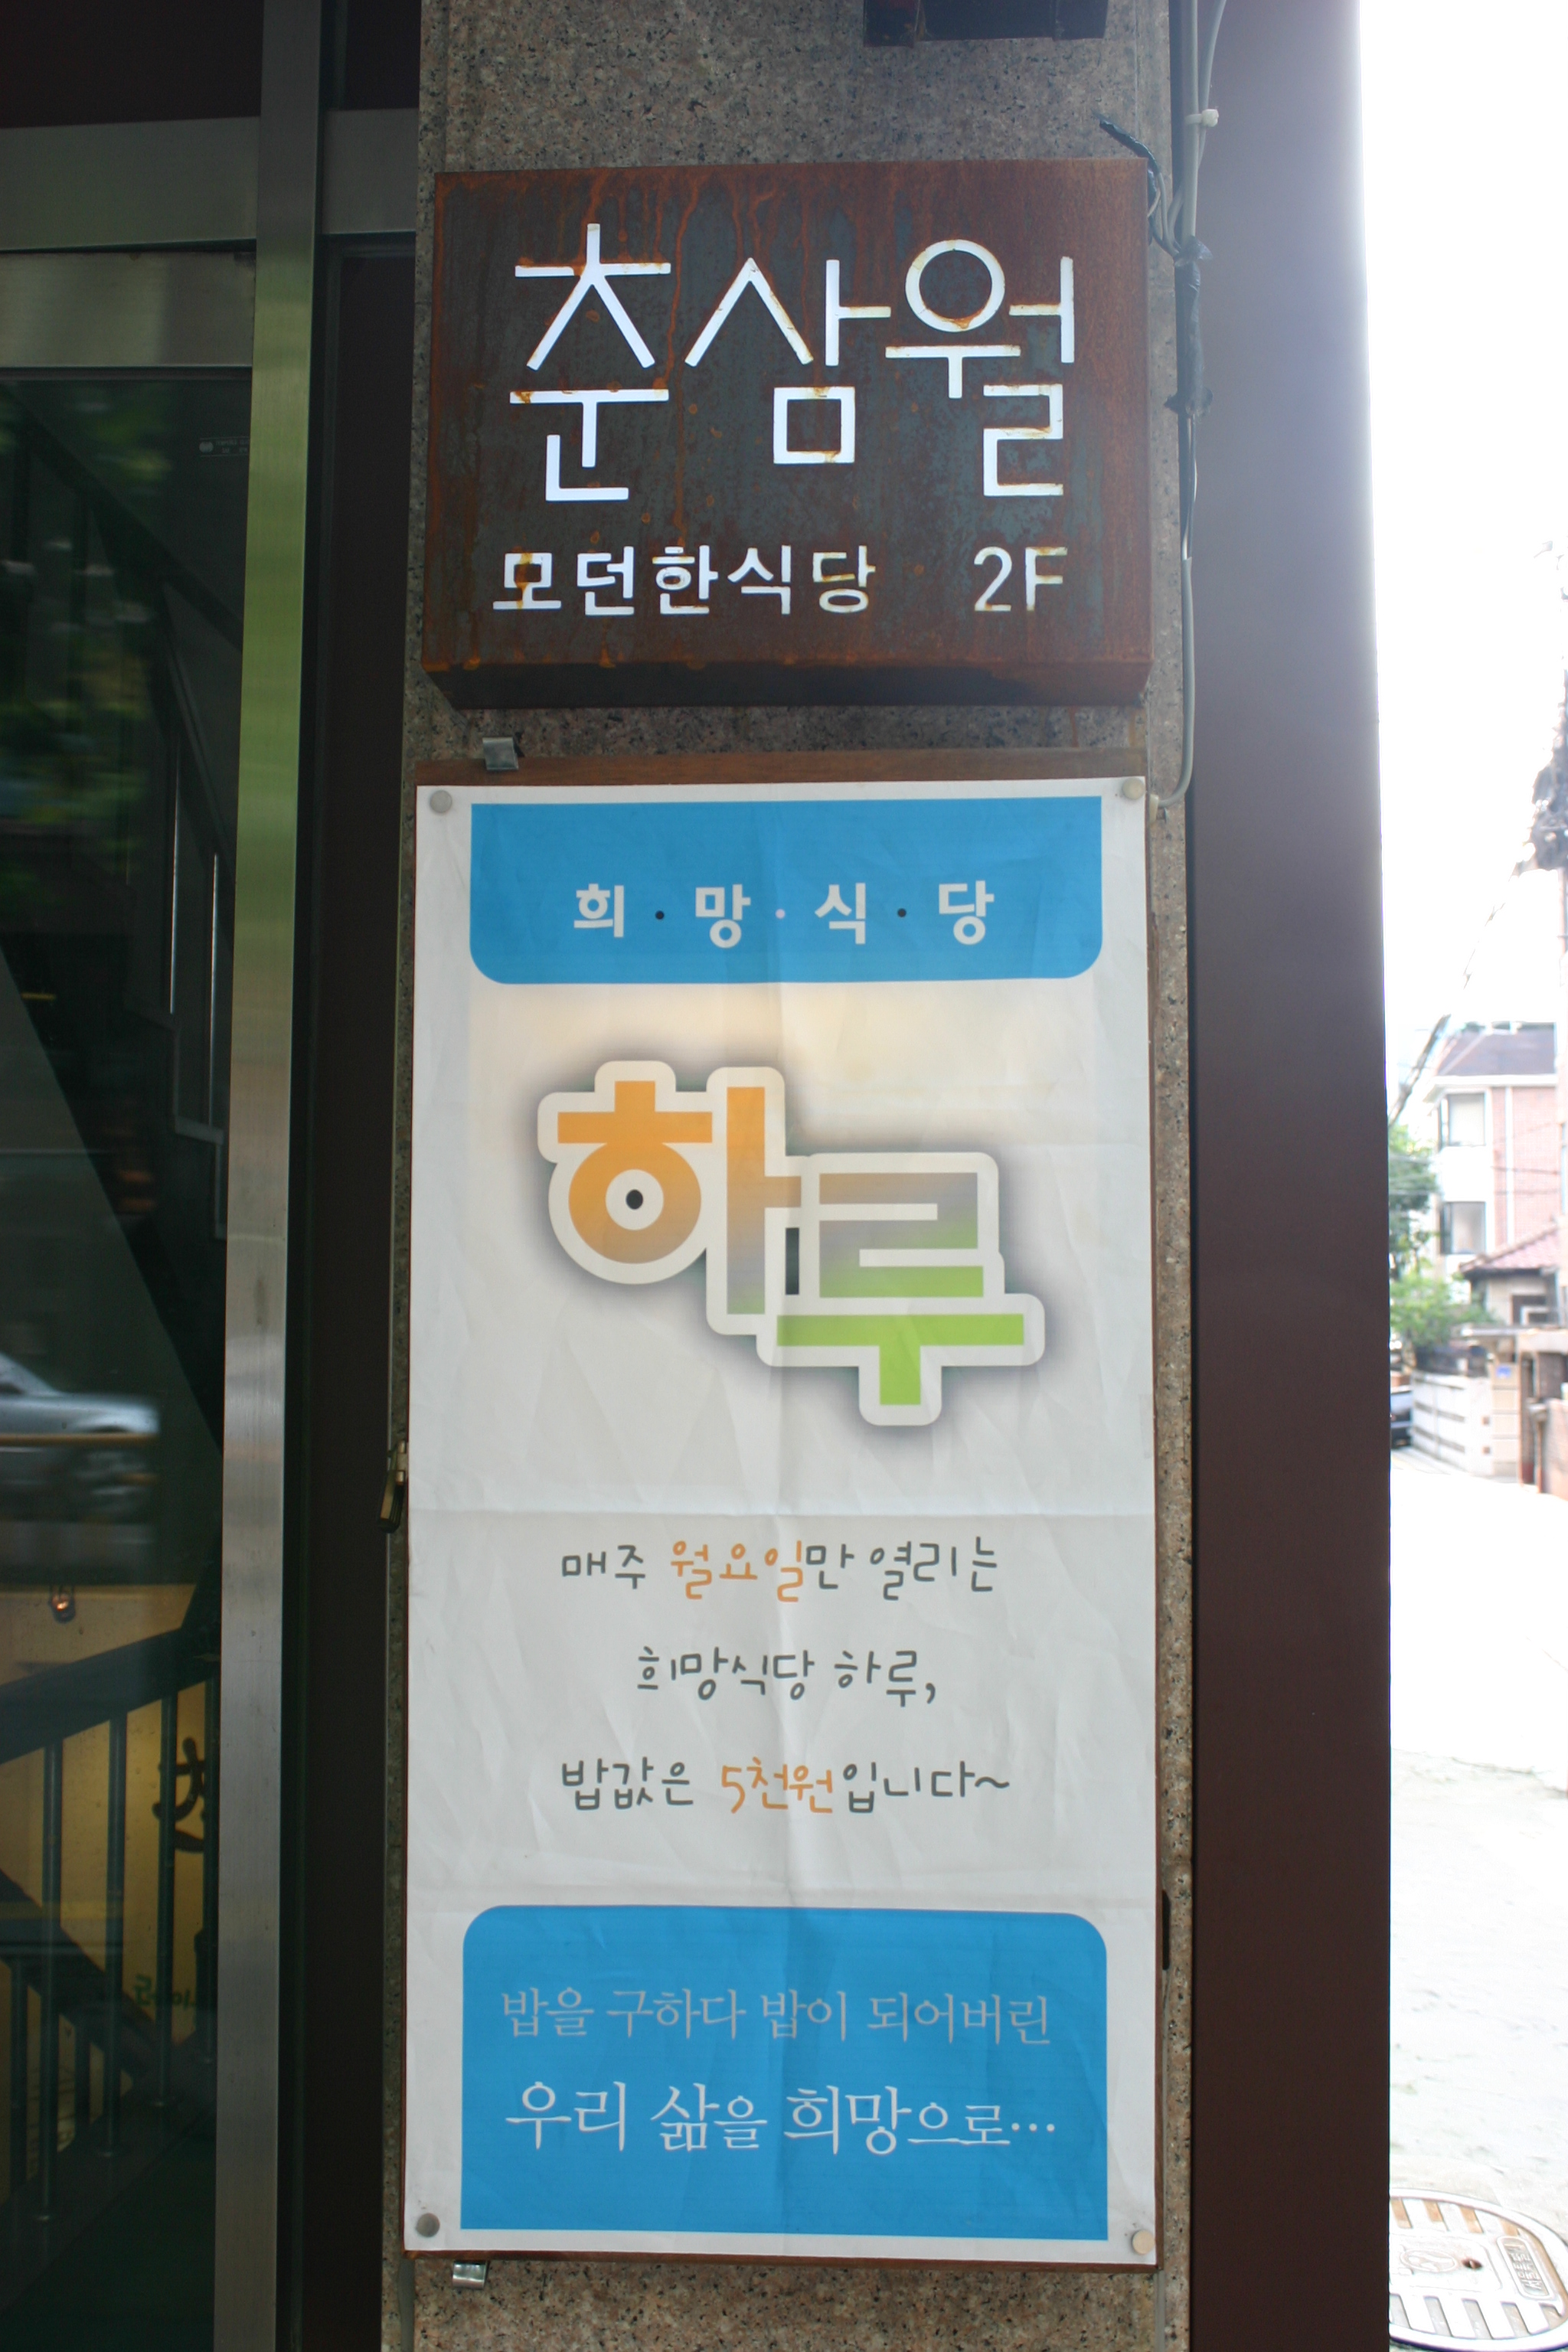 춘삼월
모던한식당 2F
희·망·식·당
하루
매주 월요일만 열리는
희망식당 하루,
밥값은 5천원입니다~
밥을 구하다 밥이 되어버린
우리 삶을 희망으로…